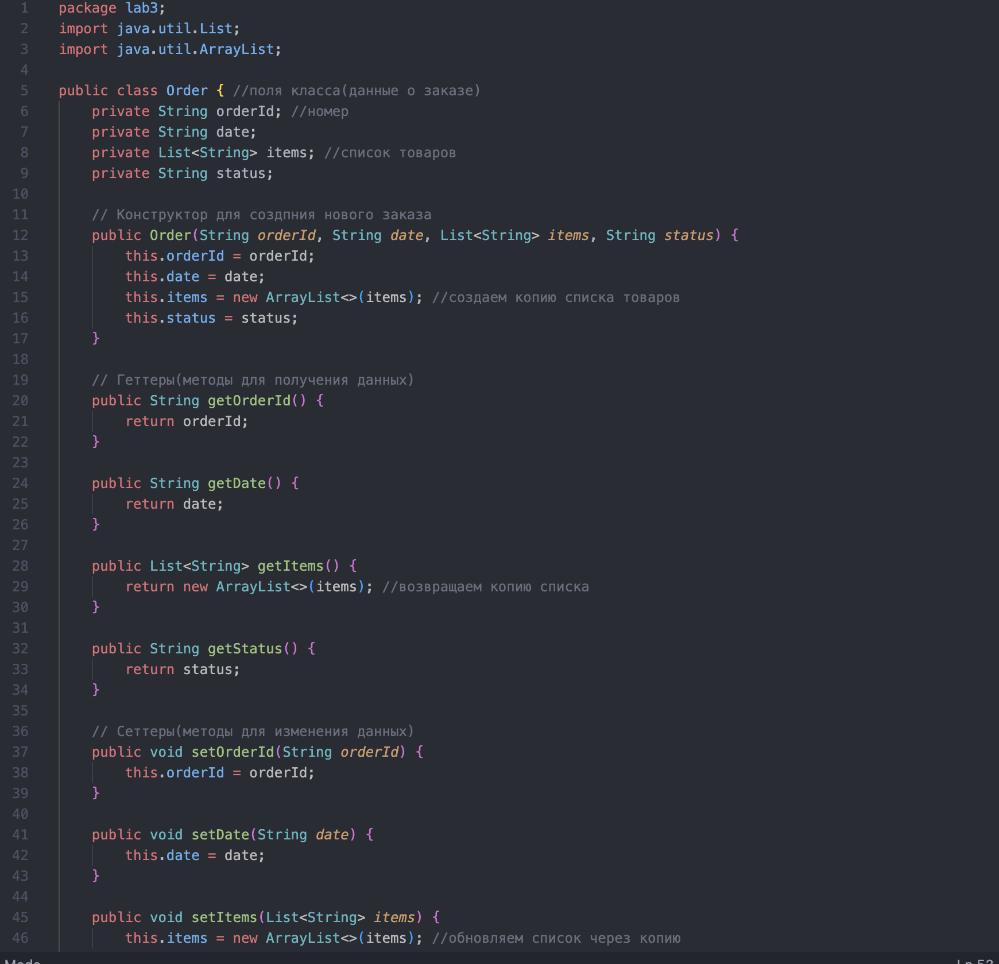 1 package lab3;
2 import java.util.List;
3 import java.util.ArrayList;
4
5 public class Order { //поля класса(данные о заказе)
6 private String orderId; //номер
7 private String date;
8 private List<String> items; //список товаров
9 private String status;
10
11 // Конструктор для создпния нового заказа
12 public Order(String orderId, String date, List<String> items, String status) {
13 this.orderId = orderId;
14 this.date = date;
15 this.items = new ArrayList<>(items); //создаем копию списка товаров
16 this.status = status;
17 }
18
19 // Геттеры(методы для получения данных)
20 public String getOrderId() {
21 return orderId;
22 }
23
24 public String getDate() {
25 return date;
26 }
27
28 public List<String> getItems() {
29 return new ArrayList<>(items); //возвращаем копию списка
30 }
31
32 public String getStatus() {
33 return status;
34 }
35
36 // Сеттеры(методы для изменения данных)
37 public void setOrderId(String orderId) {
38 this.orderId = orderId;
39 }
40
41 public void setDate(String date) {
42 this.date = date;
43 }
44
45 public void setItems(List<String> items) {
46 this.items = new ArrayList<>(items); //обновляем список через копию